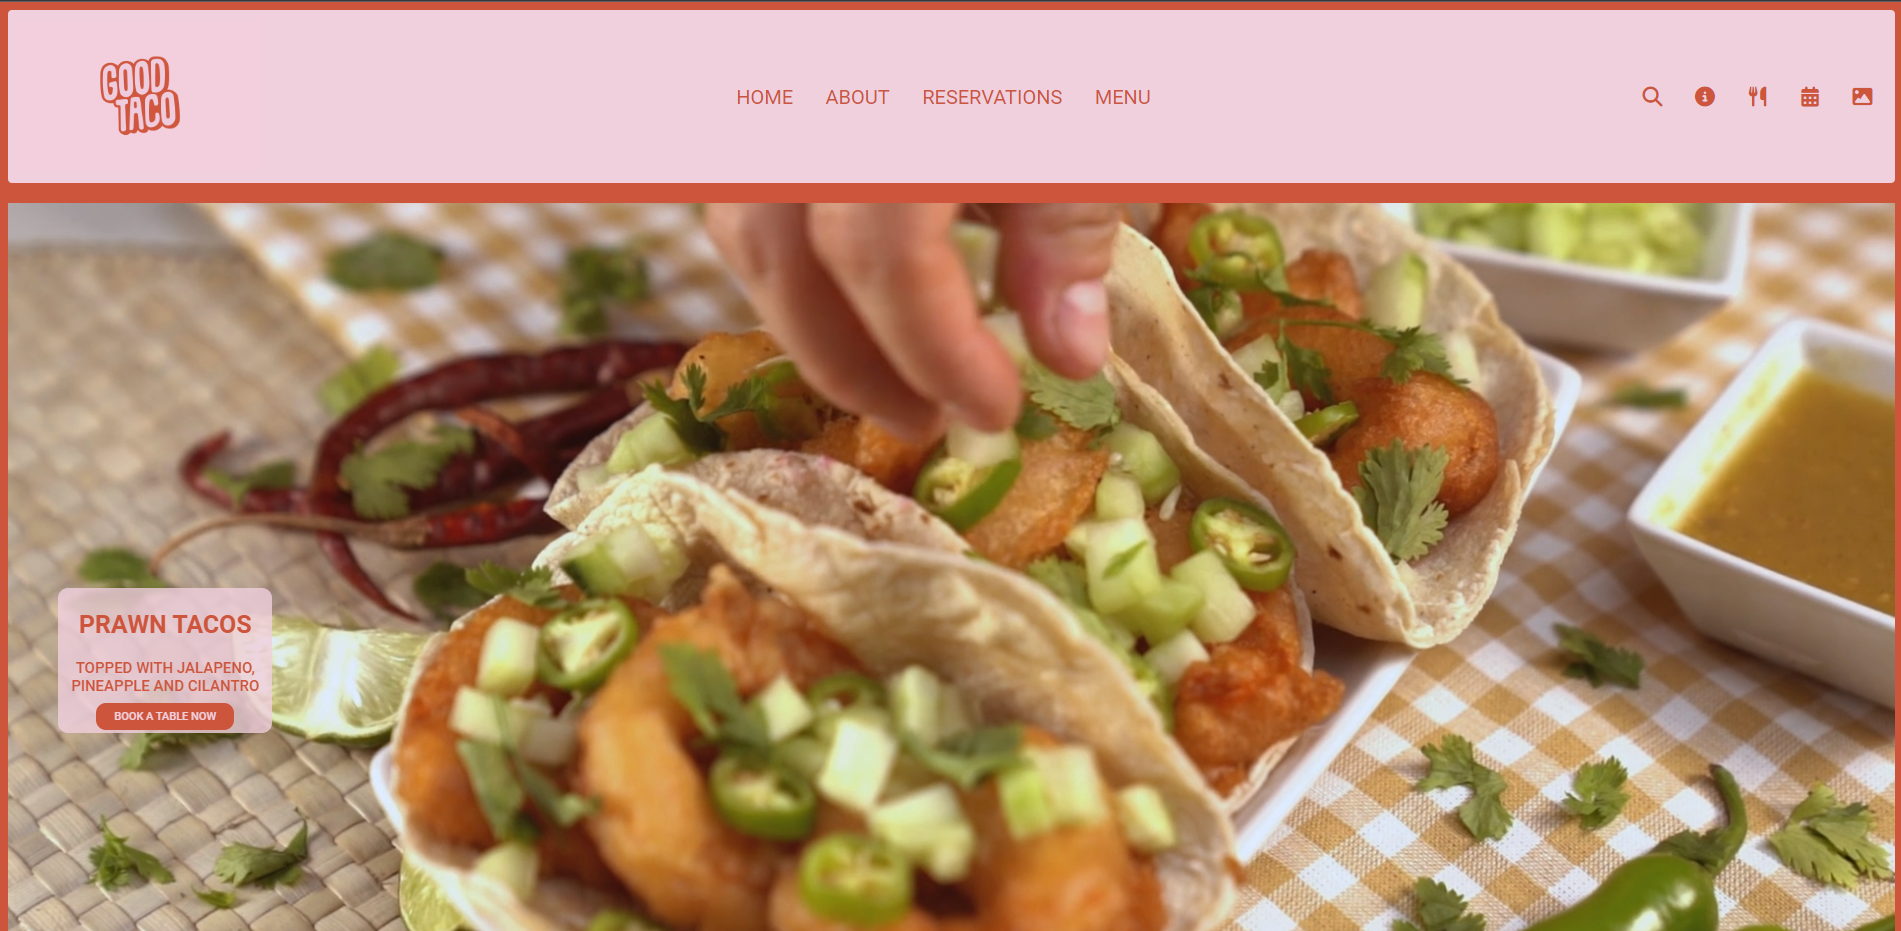 GOOD
TACO
HOME ABOUT RESERVATIONS MENU
PRAWN TACOS
TOPPED WITH JALAPENO,
PINEAPPLE AND CILANTRO
BOOK A TABLE NOW